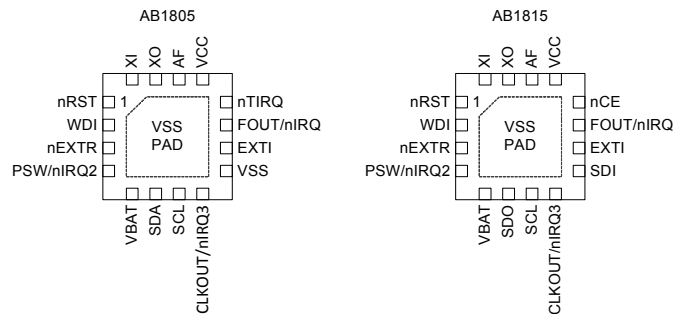 AB1805
XI
XO
AF
VCC
nRST
1
nTIRQ
WDI
VSS
PAD
FOUT/nIRQ
nEXTR
EXTI
PSW/nIRQ2
VSS
VBAT
SDA
SCL
CLKOUT/nIRQ3
AB1815
XI
XO
AF
VCC
nRST
1
nCE
WDI
VSS
PAD
FOUT/nIRQ
nEXTR
EXTI
PSW/nIRQ2
SDI
VBAT
SDO
SCL
CLKOUT/nIRQ3